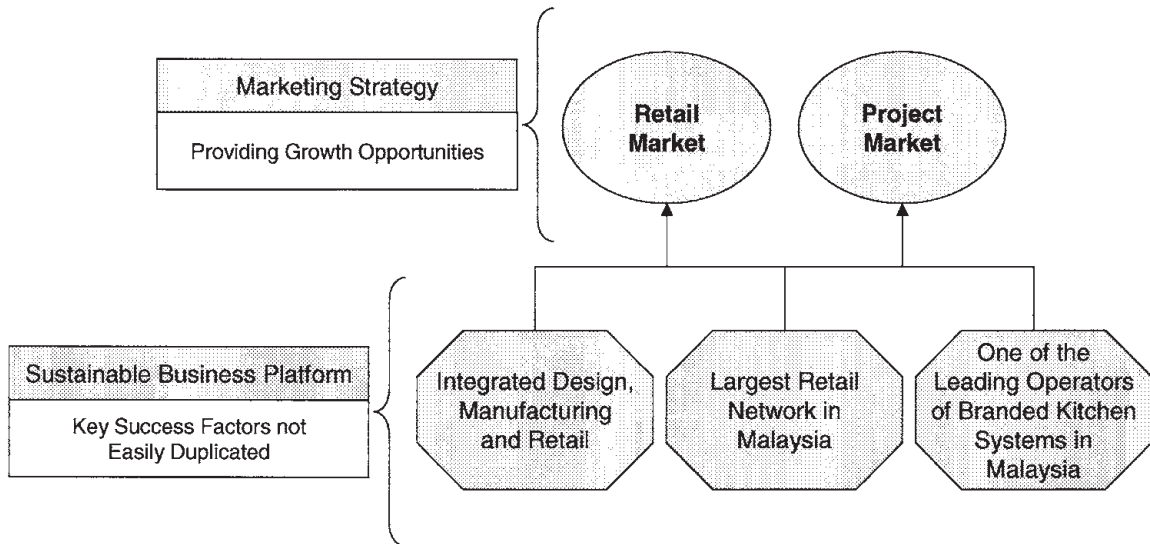 Marketing Strategy
Providing Growth Opportunities
Retail
Market
Project
Market
Sustainable Business Platform
Key Success Factors not
Easily Duplicated
Integrated Design,
Manufacturing
and Retail
Largest Retail
Network in
Malaysia
One of the
Leading Operators
of Branded Kitchen
Systems in
Malaysia